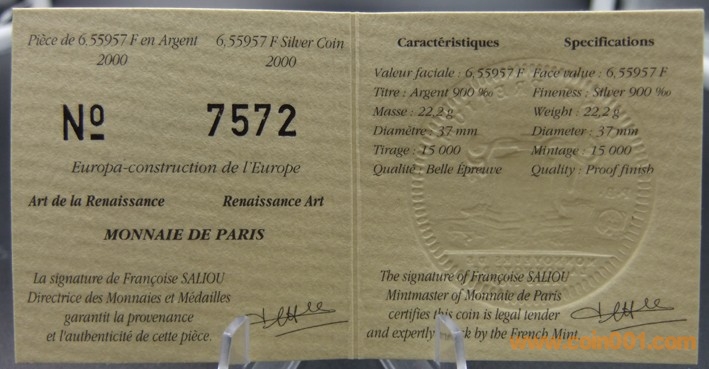 Pièce de 6,55957 F en Argent
2000
6,55957 F Silver Coin
2000
Nº 7572
Europa-construction de l'Europe
Art de la Renaissance
Renaissance Art
MONNAIE DE PARIS
La signature de Françoise SALIOU
Directrice des Monnaies et Médailles
garantit la provenance
et l'authenticité de cette pièce.
Caractéristiques
Valeur faciale : 6,55957 F
Titre : Argent 900 ‰
Masse : 22,2 g
Diamètre : 37 mm
Tirage : 15 000
Qualité : Belle Epreuve
Specifications
Face value : 6,55957 F
Fineness : Silver 900 ‰
Weight : 22,2 g
Diameter : 37 mm
Mintage : 15 000
Quality : Proof finish
The signature of Françoise SALIOU
Mintmaster of Monnaie de Paris
certifies this coin is legal tender
and expertly by the French Mint
www.coin001.com